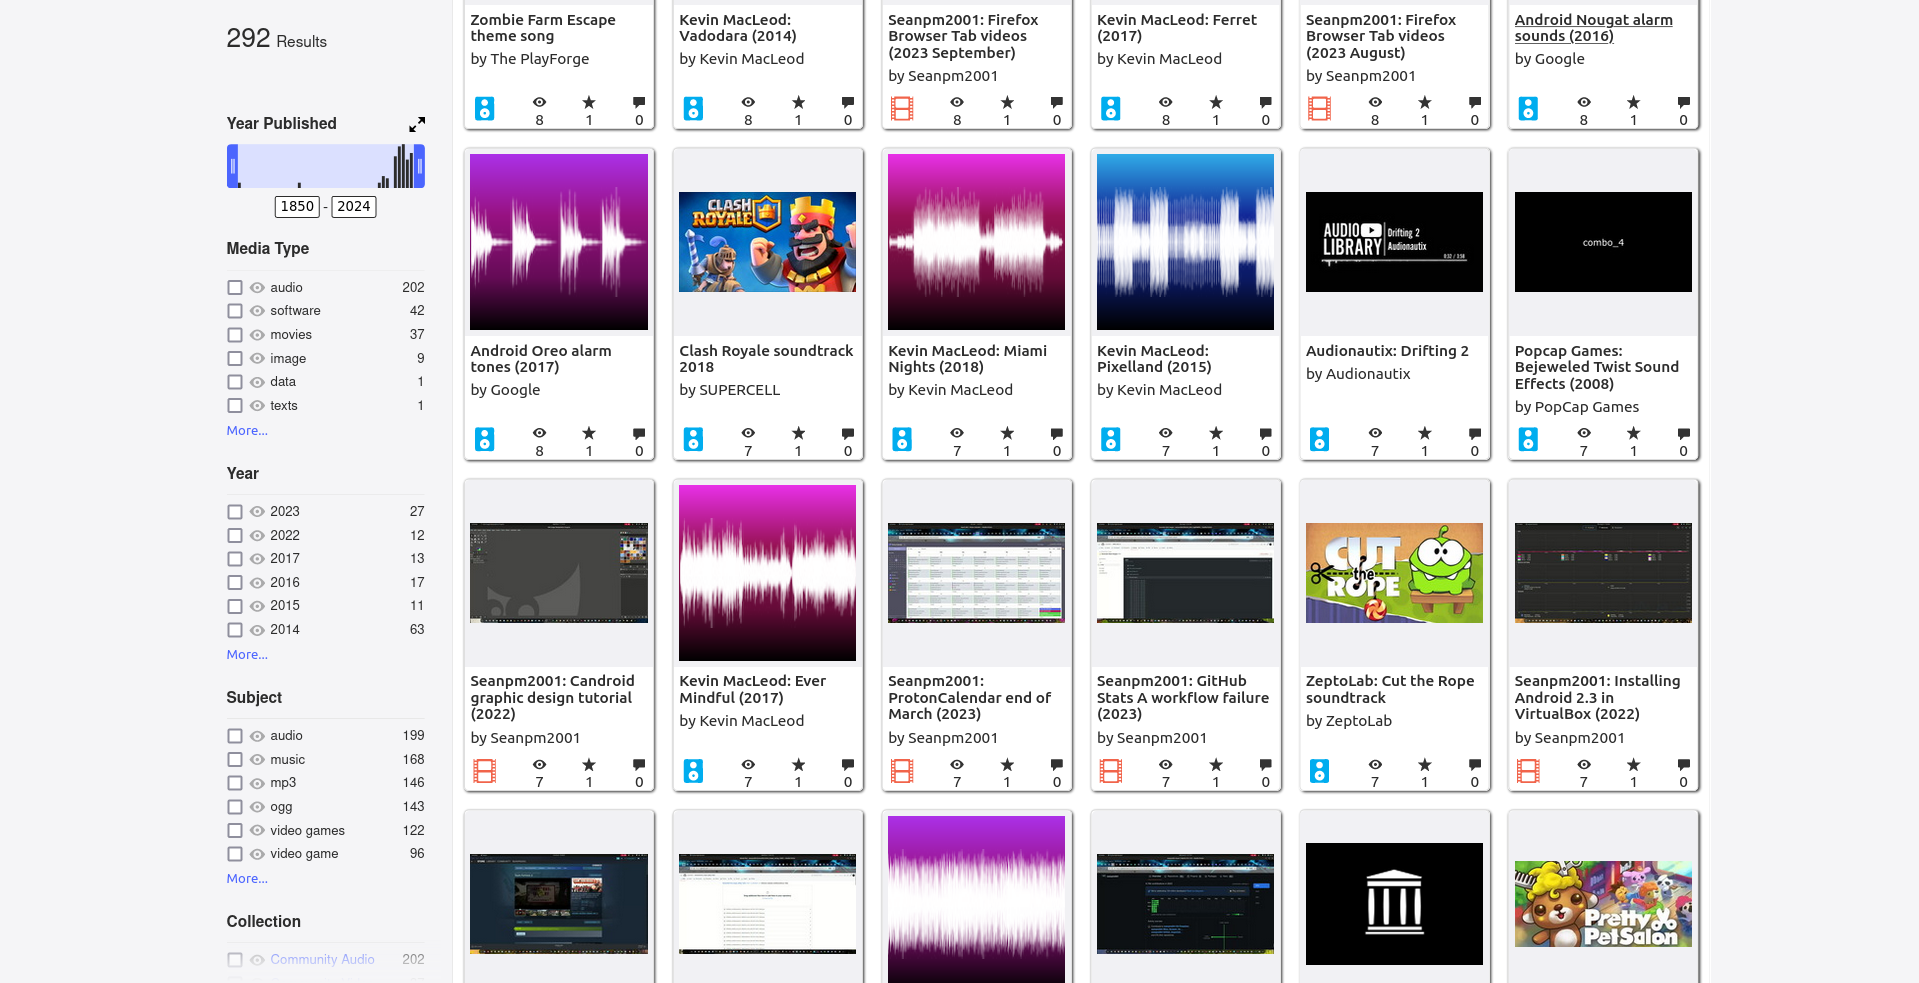 292 Results
Year Published
1850 - 2024
Media Type
audio 202
software 42
movies 37
image 9
data 1
texts 1
More...
Year
2023 27
2022 12
2017 13
2016 17
2015 11
2014 63
More...
Subject
audio 199
music 168
mp3 146
ogg 143
video games 122
video game 96
More...
Collection
Community Audio 202
Zombie Farm Escape
theme song
by The PlayForge
8 1 0
Kevin MacLeod:
Vadodara (2014)
by Kevin MacLeod
8 1 0
Seanpm2001: Firefox
Browser Tab videos
(2023 September)
by Seanpm2001
8 1 0
Kevin MacLeod: Ferret
(2017)
by Kevin MacLeod
8 1 0
Seanpm2001: Firefox
Browser Tab videos
(2023 August)
by Seanpm2001
8 1 0
Android Nougat alarm
sounds (2016)
by Google
8 1 0
Android Oreo alarm
tones (2017)
by Google
8 1 0
CLASH
ROYALE
Clash Royale soundtrack
2018
by SUPERCELL
7 1 0
Kevin MacLeod: Miami
Nights (2018)
by Kevin MacLeod
7 1 0
Kevin MacLeod:
Pixelland (2015)
by Kevin MacLeod
7 1 0
AUDIO
LIBRARY
Drifting 2
Audionautix
Audionautix: Drifting 2
by Audionautix
7 1 0
combo_4
Popcap Games:
Bejeweled Twist Sound
Effects (2008)
by PopCap Games
7 1 0
Seanpm2001: Candroid
graphic design tutorial
(2022)
by Seanpm2001
7 1 0
Kevin MacLeod: Ever
Mindful (2017)
by Kevin MacLeod
7 1 0
Seanpm2001:
ProtonCalendar end of
March (2023)
by Seanpm2001
7 1 0
Seanpm2001: GitHub
Stats A workflow failure
(2023)
by Seanpm2001
7 1 0
CUT
the
ROPE
ZeptoLab: Cut the Rope
soundtrack
by ZeptoLab
7 1 0
Seanpm2001: Installing
Android 2.3 in
VirtualBox (2022)
by Seanpm2001
7 1 0
Pretty
Pet Salon